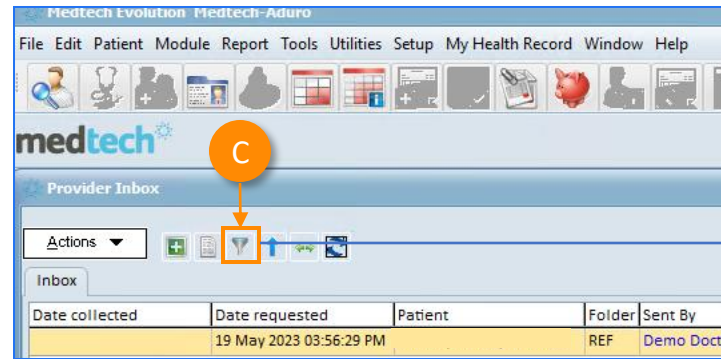 Medtech Evolution Medtech-Aduro
File Edit Patient Module Report Tools Utilities Setup My Health Record Window Help
medtech
C
Provider Inbox
Actions
Inbox
Date collected Date requested Patient Folder Sent By
19 May 2023 03:56:29 PM REF Demo Doct